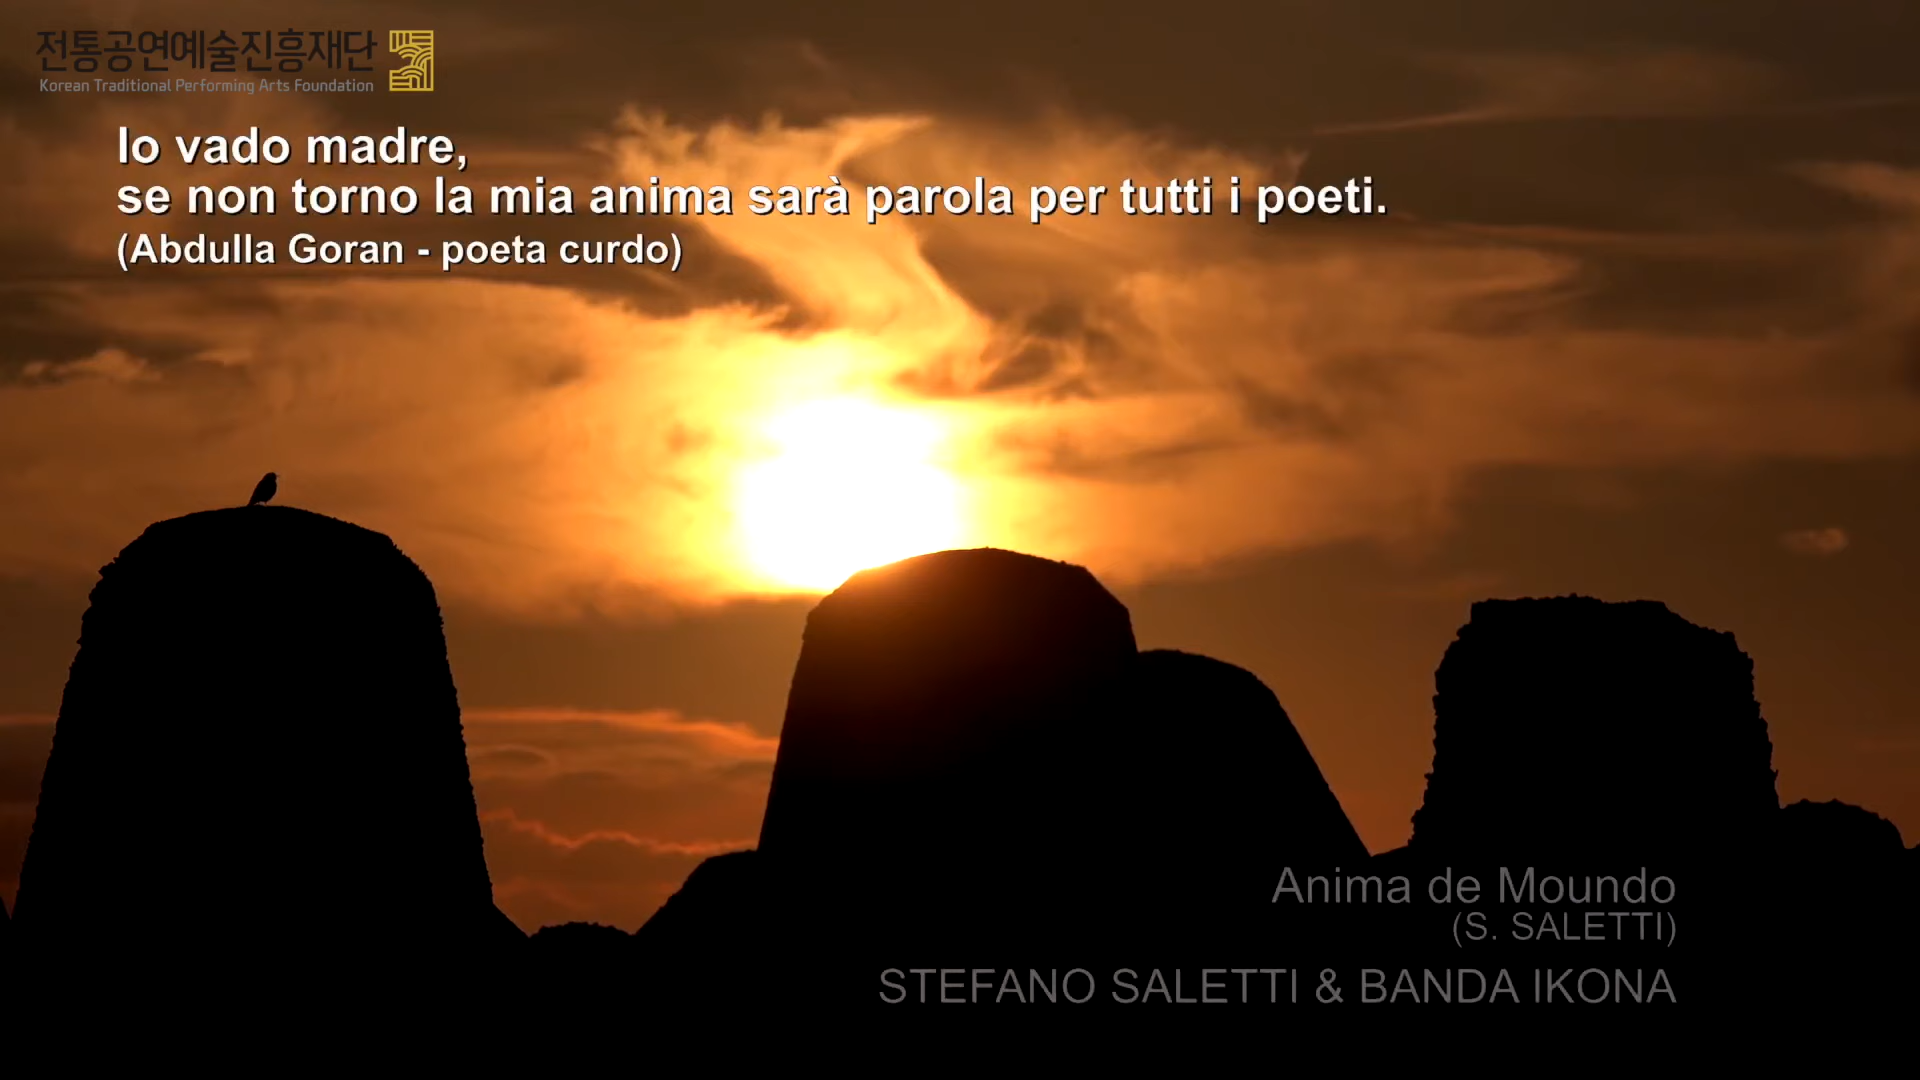 전통공연예술진흥재단
Korean Traditional Performing Arts Foundation
Io vado madre,
se non torno la mia anima sarà parola per tutti i poeti.
(Abdulla Goran - poeta curdo)
Anima de Moundo
(S. SALETTI)
STEFANO SALETTI & BANDA IKONA